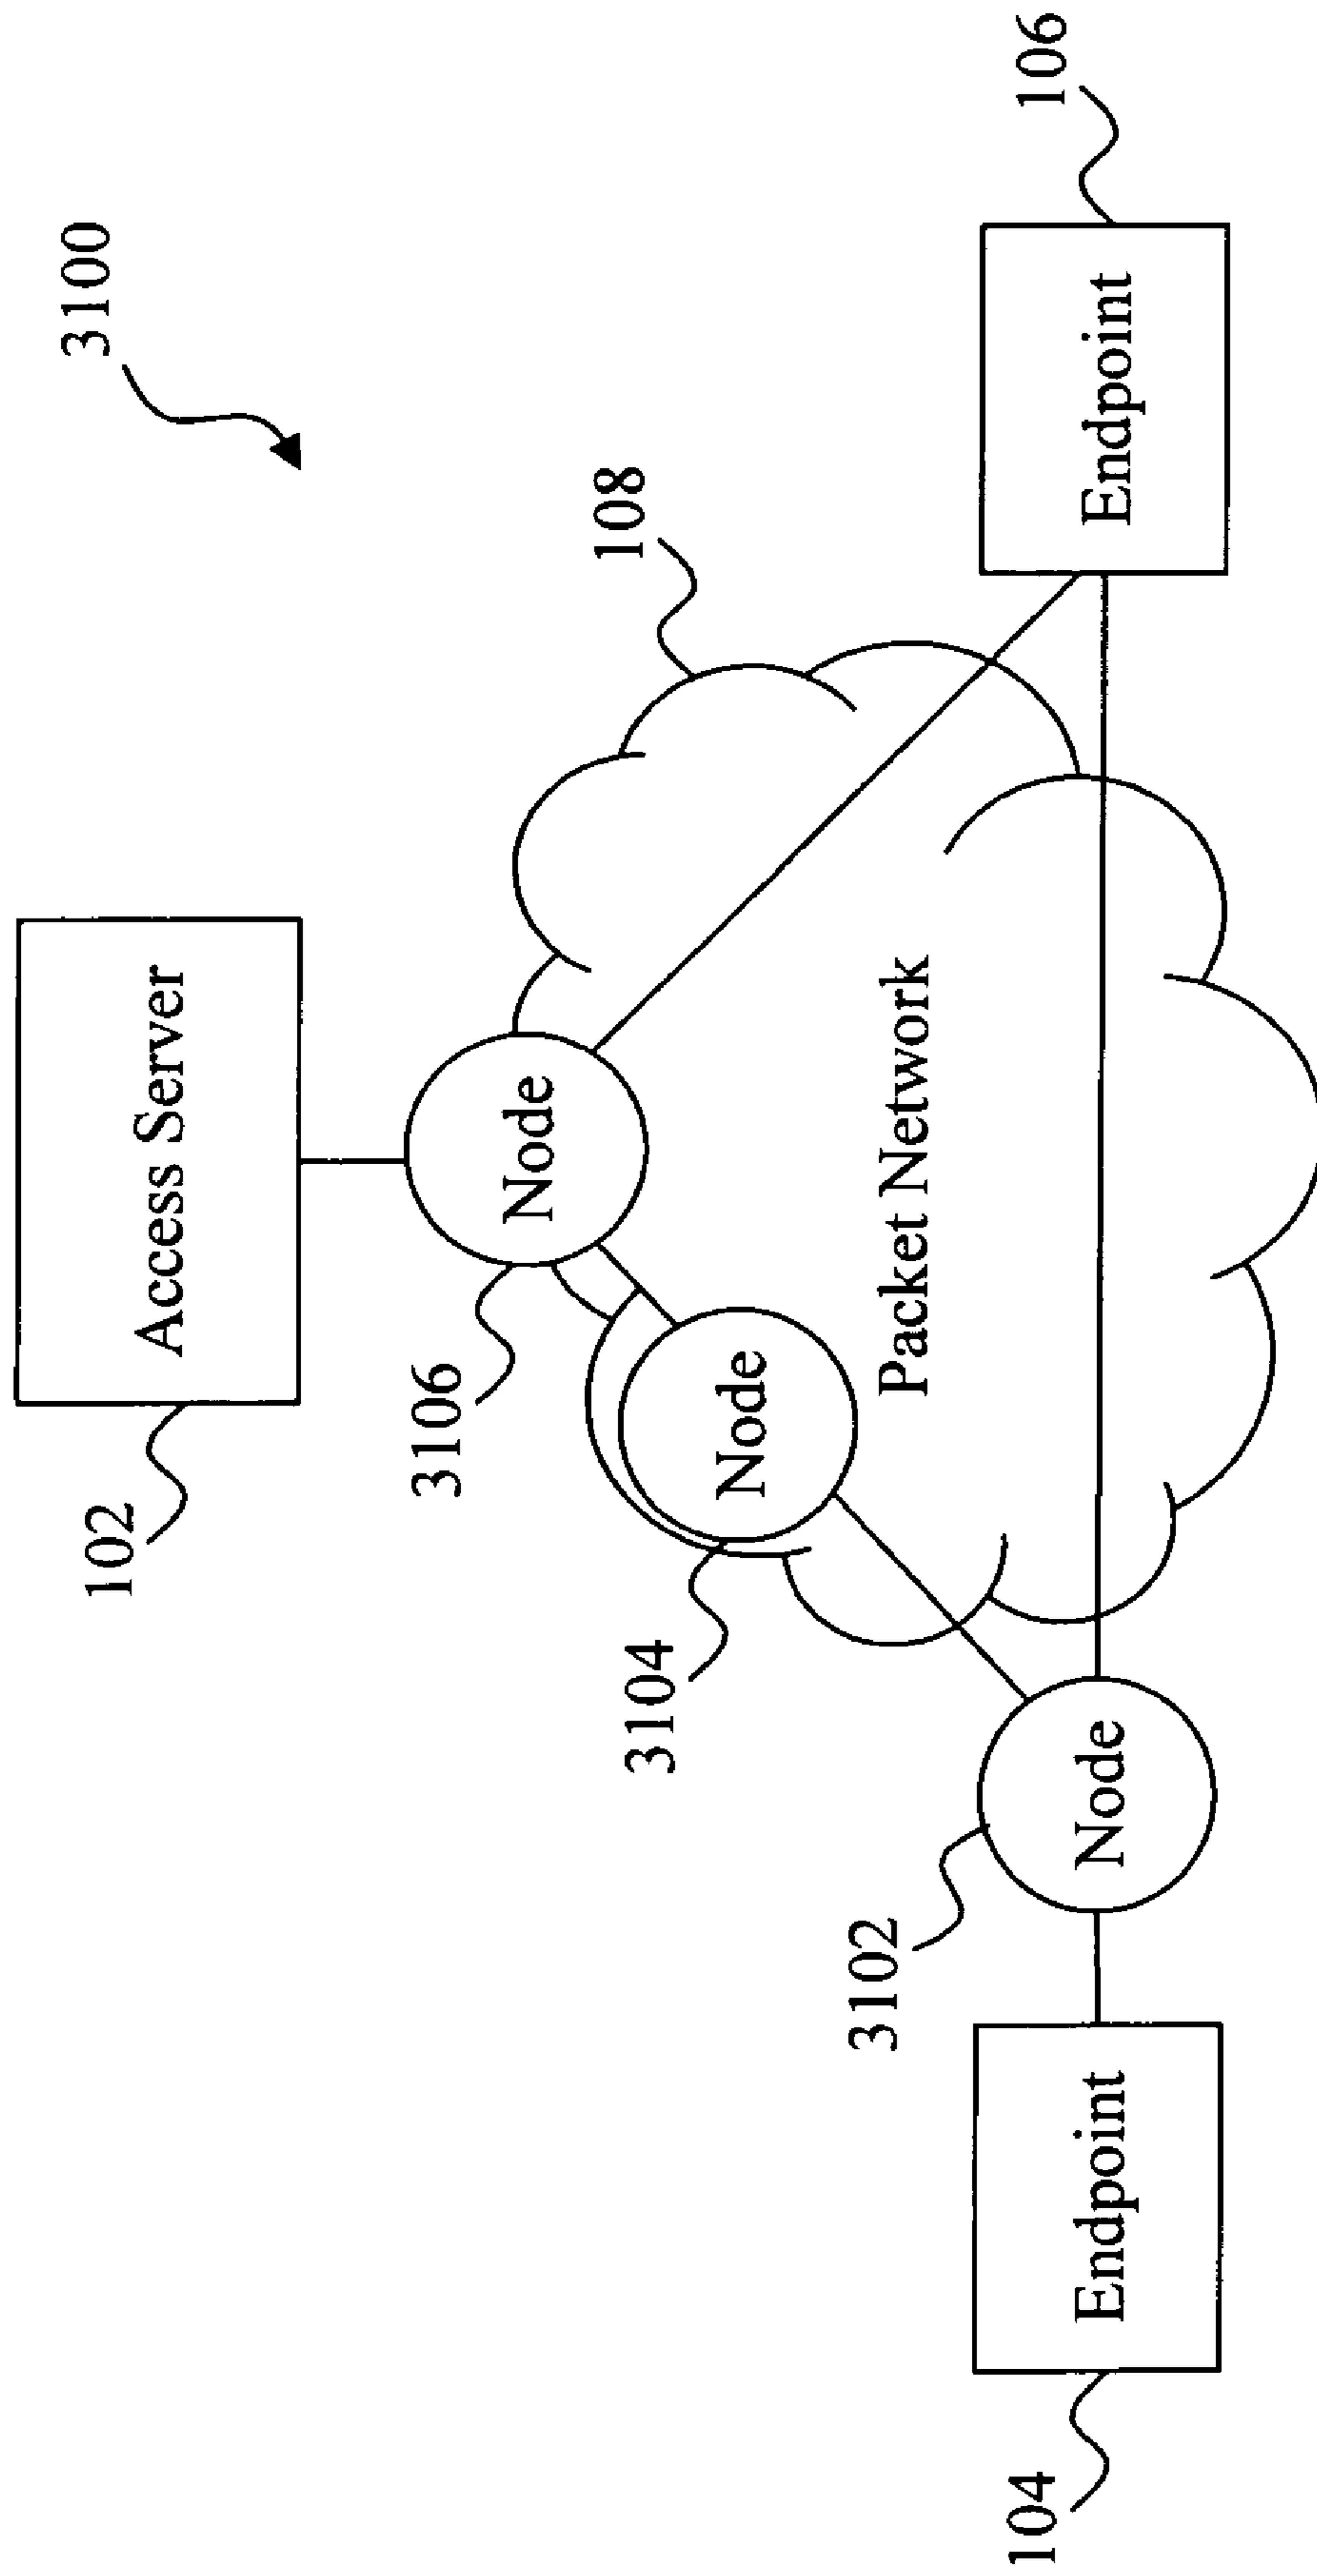 3100
102
Access Server
3106
Node
108
3104
Node
Packet Network
3102
Node
104
Endpoint
Endpoint
106